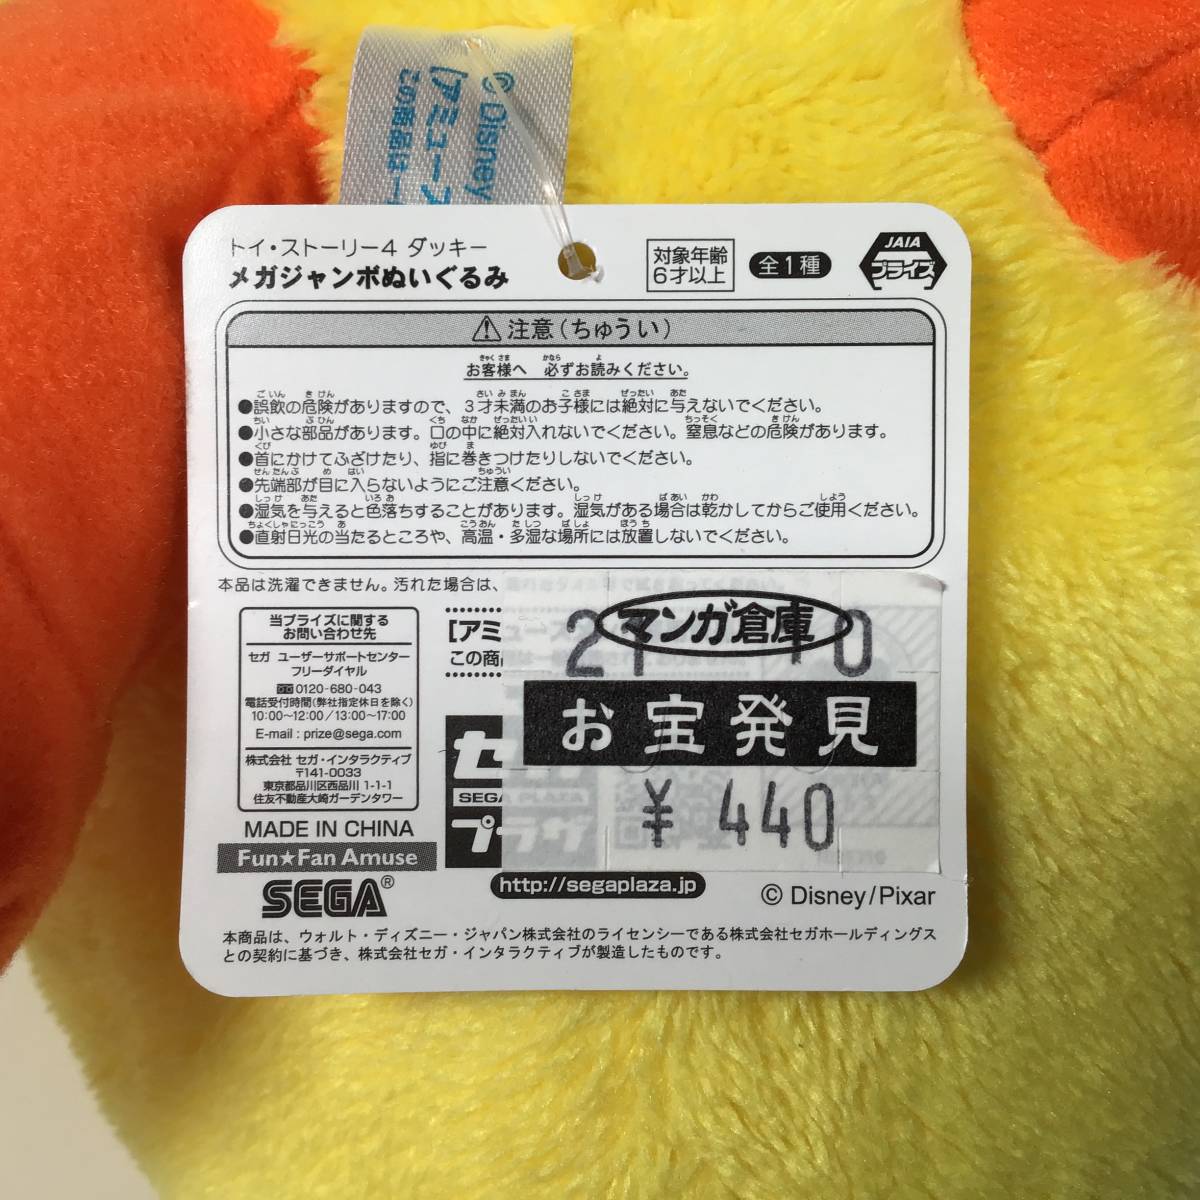 © Disney
【アミューズ
この商品は一
トイ・ストーリー4 ダッキー
メガジャンボぬいぐるみ
対象年齢
6才以上
全1種
JAIA
プライズ
⚠注意(ちゅうい)
お客様へ 必ずお読みください。
●誤飲の危険がありますので、3才未満のお子様には絶対に与えないでください。
●小さな部品があります。口の中に絶対入れないでください。窒息などの危険があります。
●首にかけてふざけたり、指に巻きつけたりしないでください。
●先端部が目に入らないようにご注意ください。
●湿気を与えると色落ちすることがあります。湿気がある場合は乾かしてからご使用ください。
●直射日光の当たるところや、高温・多湿な場所には放置しないでください。
本品は洗濯できません。汚れた場合は、
当プライズに関する
お問い合わせ先
セガ ユーザーサポートセンター
フリーダイヤル
0120-680-043
電話受付時間(弊社指定休日を除く)
10:00〜12:00/13:00〜17:00
E-mail : prize@sega.com
株式会社 セガ・インタラクティブ
〒141-0033
東京都品川区西品川 1-1-1
住友不動産大崎ガーデンタワー
MADE IN CHINA
Fun★Fan Amuse
SEGA®
[アミ
この商
セ
SEGA PLAZA
プラザ
マンガ倉庫
お宝発見
¥ 440
http://segaplaza.jp
© Disney/Pixar
本商品は、ウォルト・ディズニー・ジャパン株式会社のライセンシーである株式会社セガホールディングス
との契約に基づき、株式会社セガ・インタラクティブが製造したものです。